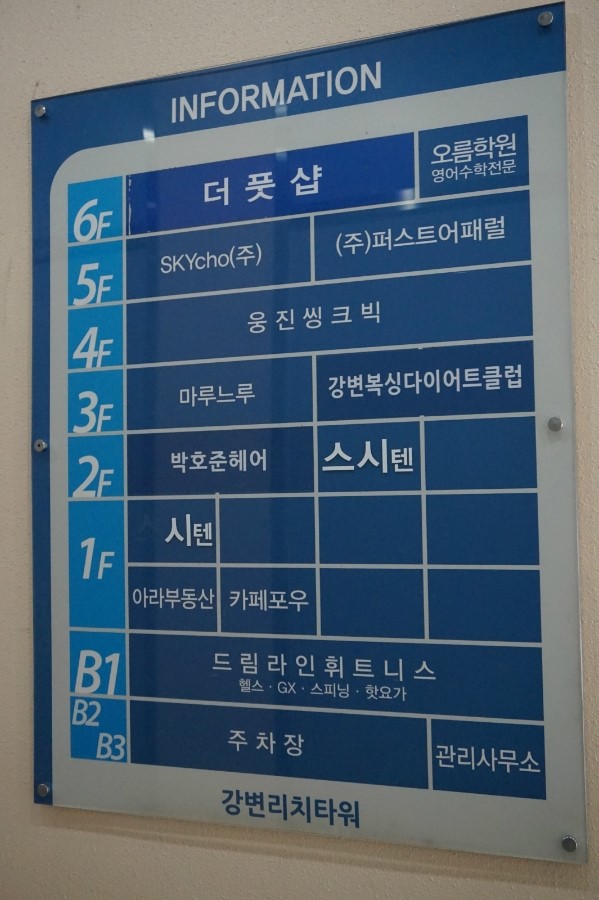 INFORMATION
6F
더풋샵
오름학원
영어수학전문
5F
SKYcho(주)
(주)퍼스트어패럴
4F
웅진씽크빅
3F
마루느루
강변복싱다이어트클럽
2F
박호준헤어
스시텐
1F
시텐
아라부동산
카페포우
B1
드림라인휘트니스
헬스 · GX · 스피닝 · 핫요가
B2
B3
주차장
관리사무소
강변리치타워